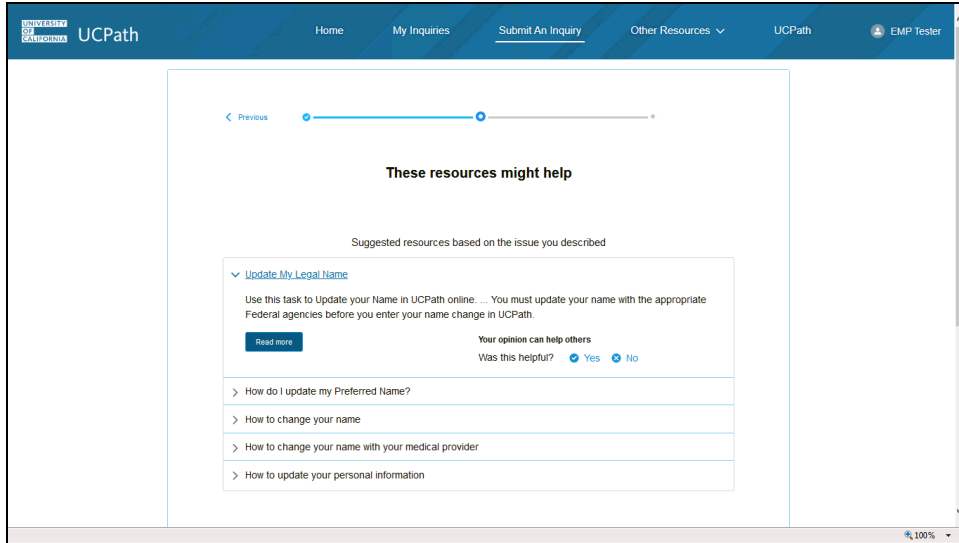 UNIVERSITY
OF
CALIFORNIA
UCPath
Home
My Inquiries
Submit An Inquiry
Other Resources
UCPath
EMP Tester
Previous
These resources might help
Suggested resources based on the issue you described
Update My Legal Name
Use this task to Update your Name in UCPath online. ... You must update your name with the appropriate
Federal agencies before you enter your name change in UCPath.
Read more
Your opinion can help others
Was this helpful? Yes No
How do I update my Preferred Name?
How to change your name
How to change your name with your medical provider
How to update your personal information
100%